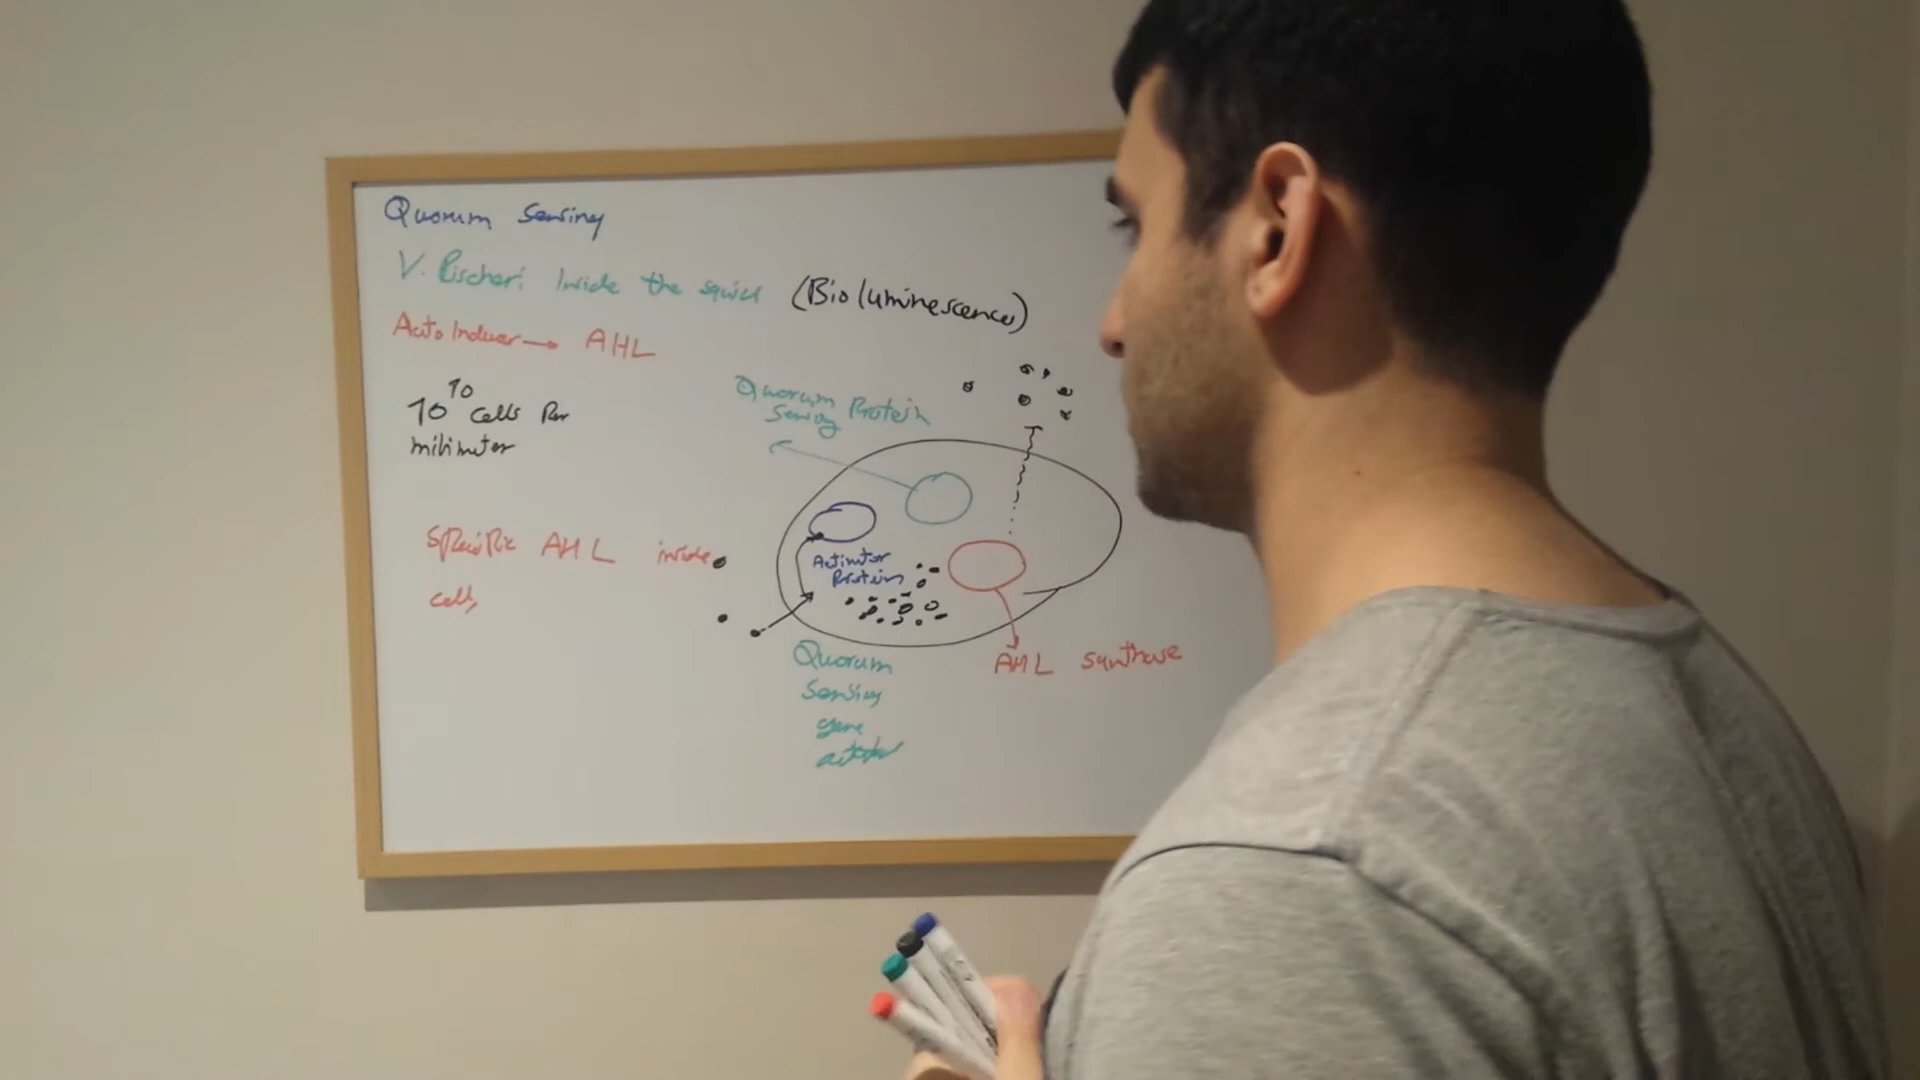 Quorum Sensing
V. Fischeri Inside the squid (Bioluminescence)
Auto Inducer → AHL
10^10 cells Per
milimeter
Quorum Protein
Sensing
Specific AHL inside
cell,
Activator
Protein
AHL Synthase
Quorum
Sensing
gene